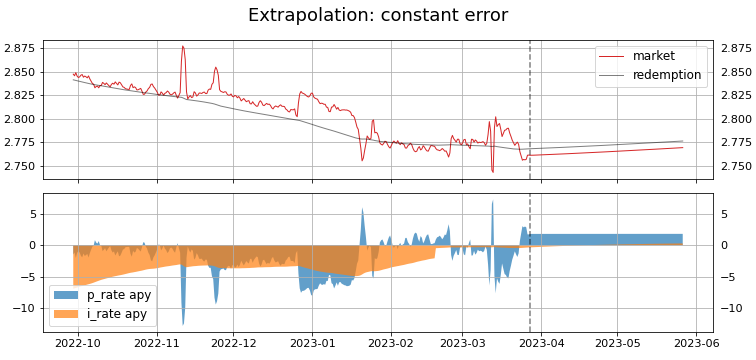 Extrapolation: constant error
2.875 2.875
2.850 2.850
2.825 2.825
2.800 2.800
2.775 2.775
2.750 2.750
market
redemption
5 5
0 0
−5 −5
−10 −10
p_rate apy
i_rate apy
2022-10 2022-11 2022-12 2023-01 2023-02 2023-03 2023-04 2023-05 2023-06